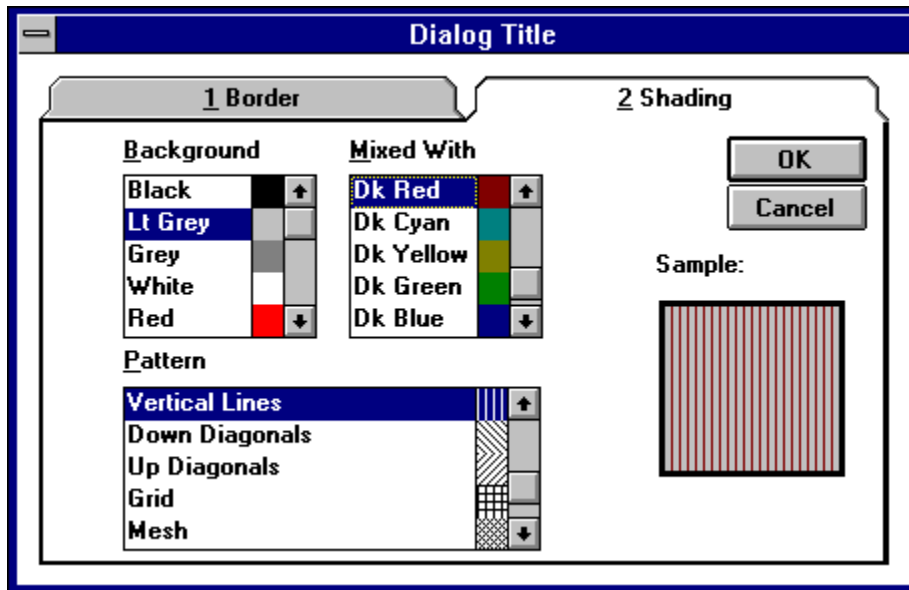 Dialog Title
1 Border
2 Shading
Background
Mixed With
OK
Cancel
Black
Lt Grey
Grey
White
Red
Dk Red
Dk Cyan
Dk Yellow
Dk Green
Dk Blue
Sample:
Pattern
Vertical Lines
Down Diagonals
Up Diagonals
Grid
Mesh